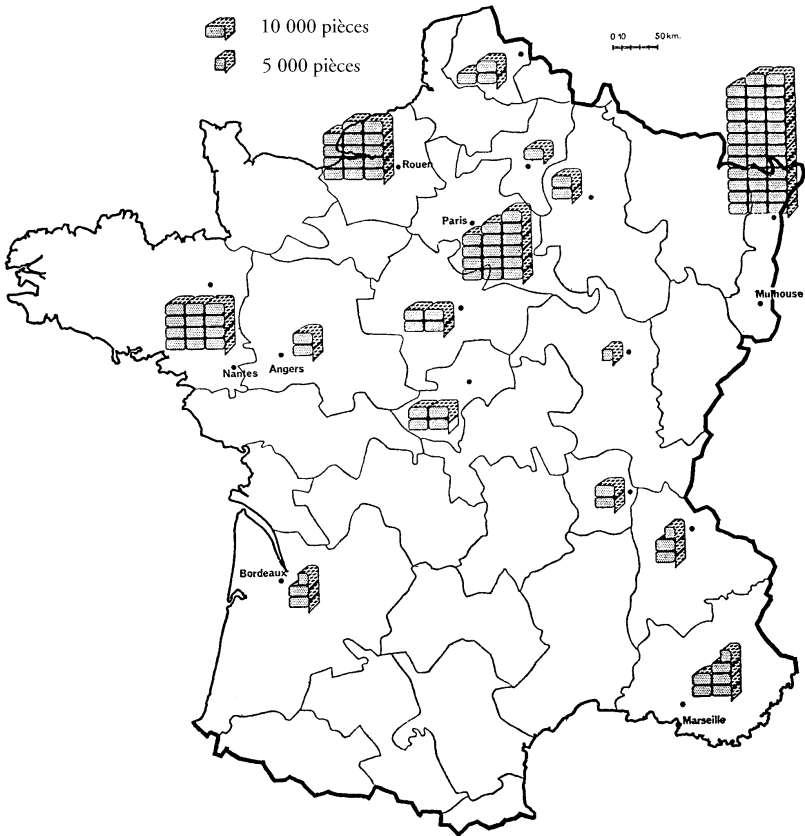 10 000 pièces
5 000 pièces
0 10 50 km.
Rouen
Paris
Mulhouse
Nantes
Angers
Bordeaux
Marseille